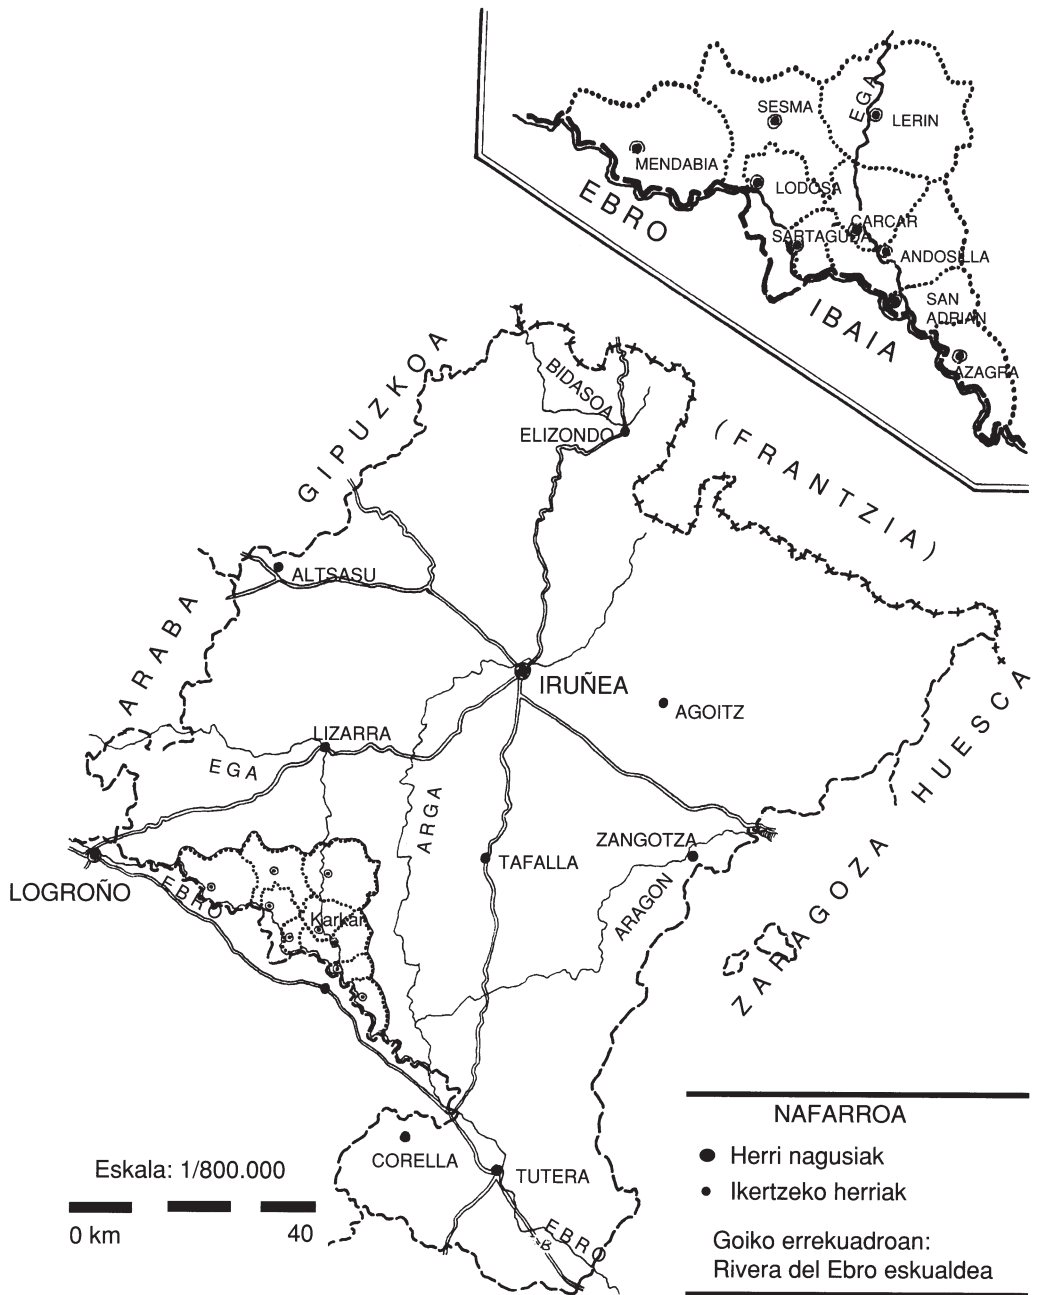 SESMA
EGA
LERIN
MENDABIA
LODOSA
EBRO
CARCAR
SARTAGUDA
ANDOSILLA
SAN
ADRIAN
IBAIA
AZAGRA
GIPUZKOA
BIDASOA
ELIZONDO
(FRANTZIA)
ALTSASU
ARABA
IRUÑEA
AGOITZ
HUESCA
LIZARRA
EGA
ARGA
ZANGOTZA
TAFALLA
LOGROÑO
EBRO
Karkar
ARAGON
ZARAGOZA
CORELLA
TUTERA
EBRO
Eskala: 1/800.000
0 km 40
NAFARROA
Herri nagusiak
Ikertzeko herriak
Goiko errekuadroan:
Rivera del Ebro eskualdea